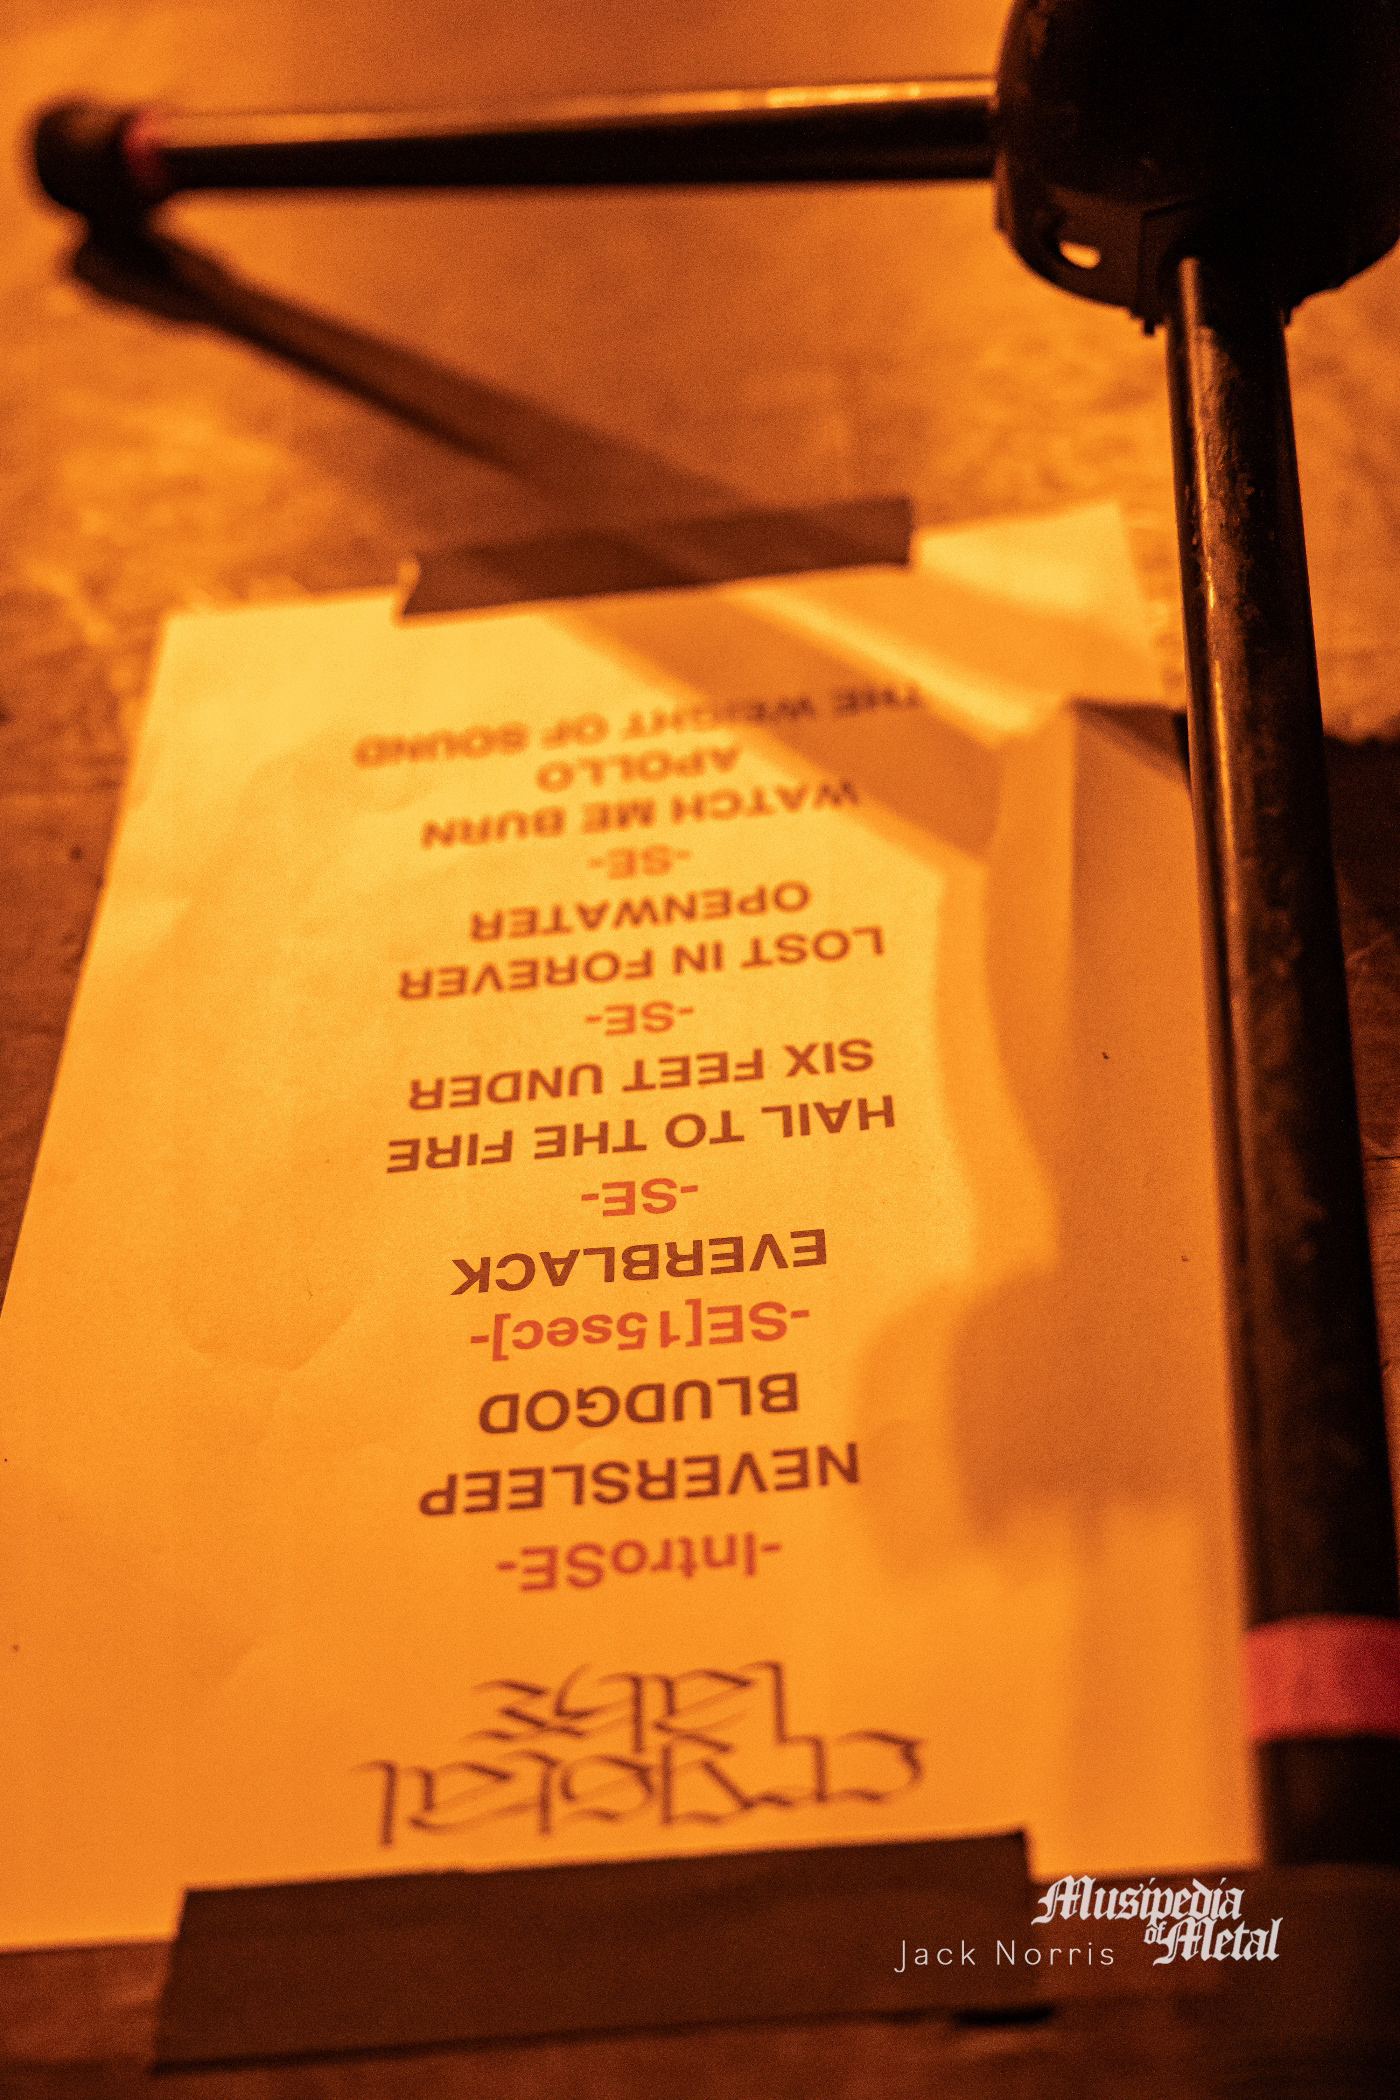 crystal
lake
-IntroSE-
NEVERSLEEP
BLUDGOD
-SE[15sec]-
EVERBLACK
-SE-
HAIL TO THE FIRE
SIX FEET UNDER
-SE-
LOST IN FOREVER
OPENWATER
-SE-
WATCH ME BURN
APOLLO
THE WEIGHT OF SOUND
Musipedia
of Metal
Jack Norris